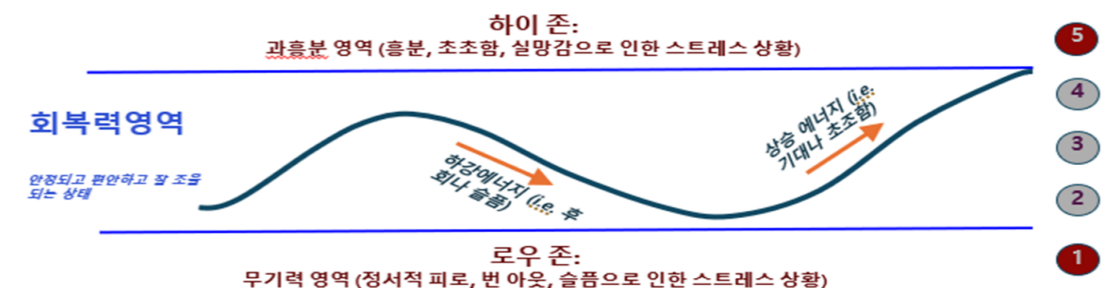 하이 존:
과흥분 영역 (흥분, 초초함, 실망감으로 인한 스트레스 상황)
5
4
회복력영역
상승 에너지 (i.e.
기대나 초조함)
3
하강에너지 (i.e. 후
회나 슬픔)
안정되고 편안하고 잘 조율
되는 상태
2
로우 존:
1
무기력 영역 (정서적 피로, 번 아웃, 슬픔으로 인한 스트레스 상황)